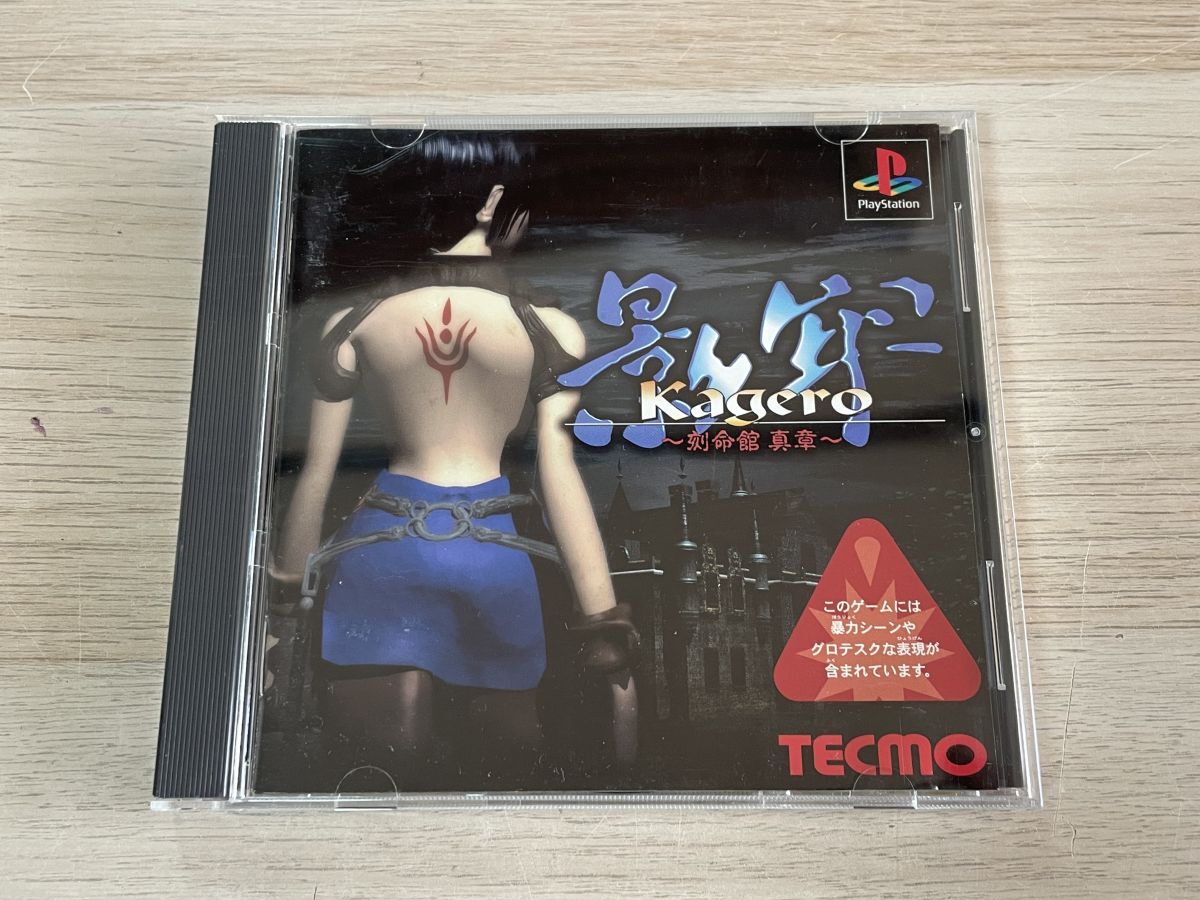 PlayStation
影牢
Kagero
～刻命館 真章～
このゲームには
暴力シーンや
グロテスクな表現が
含まれています。
TECMO